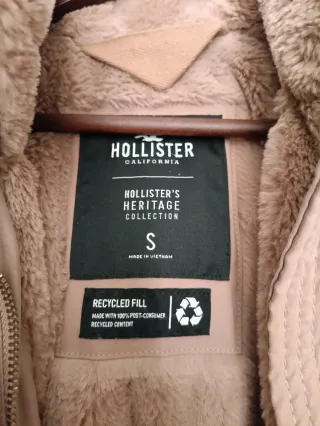 HOLLISTER
CALIFORNIA
HOLLISTER'S
HERITAGE
COLLECTION
S
MADE IN VIETNAM
RECYCLED FILL
MADE WITH 100% POST-CONSUMER
RECYCLED CONTENT